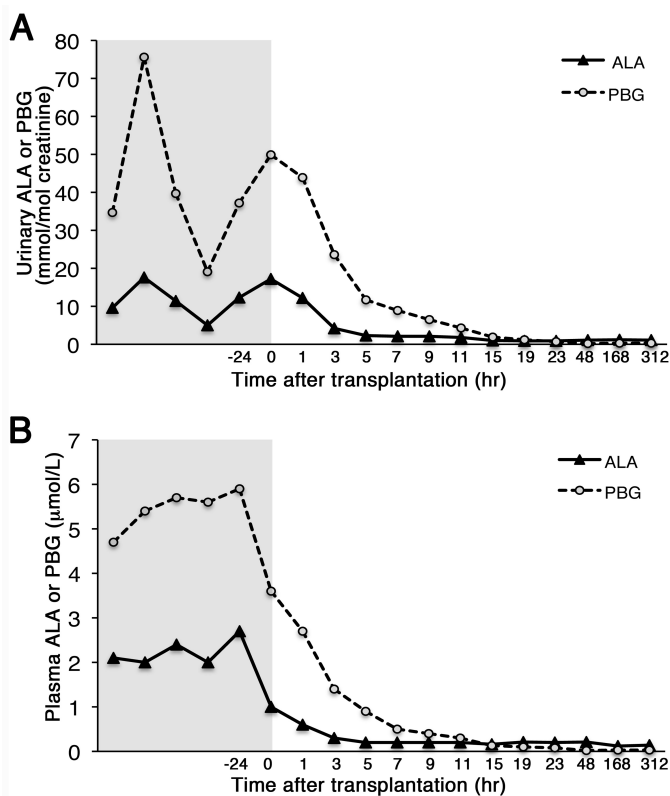 A
80
70
60
50
40
30
20
10
0
Urinary ALA or PBG
(mmol/mol creatinine)
ALA
PBG
-24 0 1 3 5 7 9 11 15 19 23 48 168 312
Time after transplantation (hr)
B
7
6
5
4
3
2
1
0
Plasma ALA or PBG (μmol/L)
ALA
PBG
-24 0 1 3 5 7 9 11 15 19 23 48 168 312
Time after transplantation (hr)